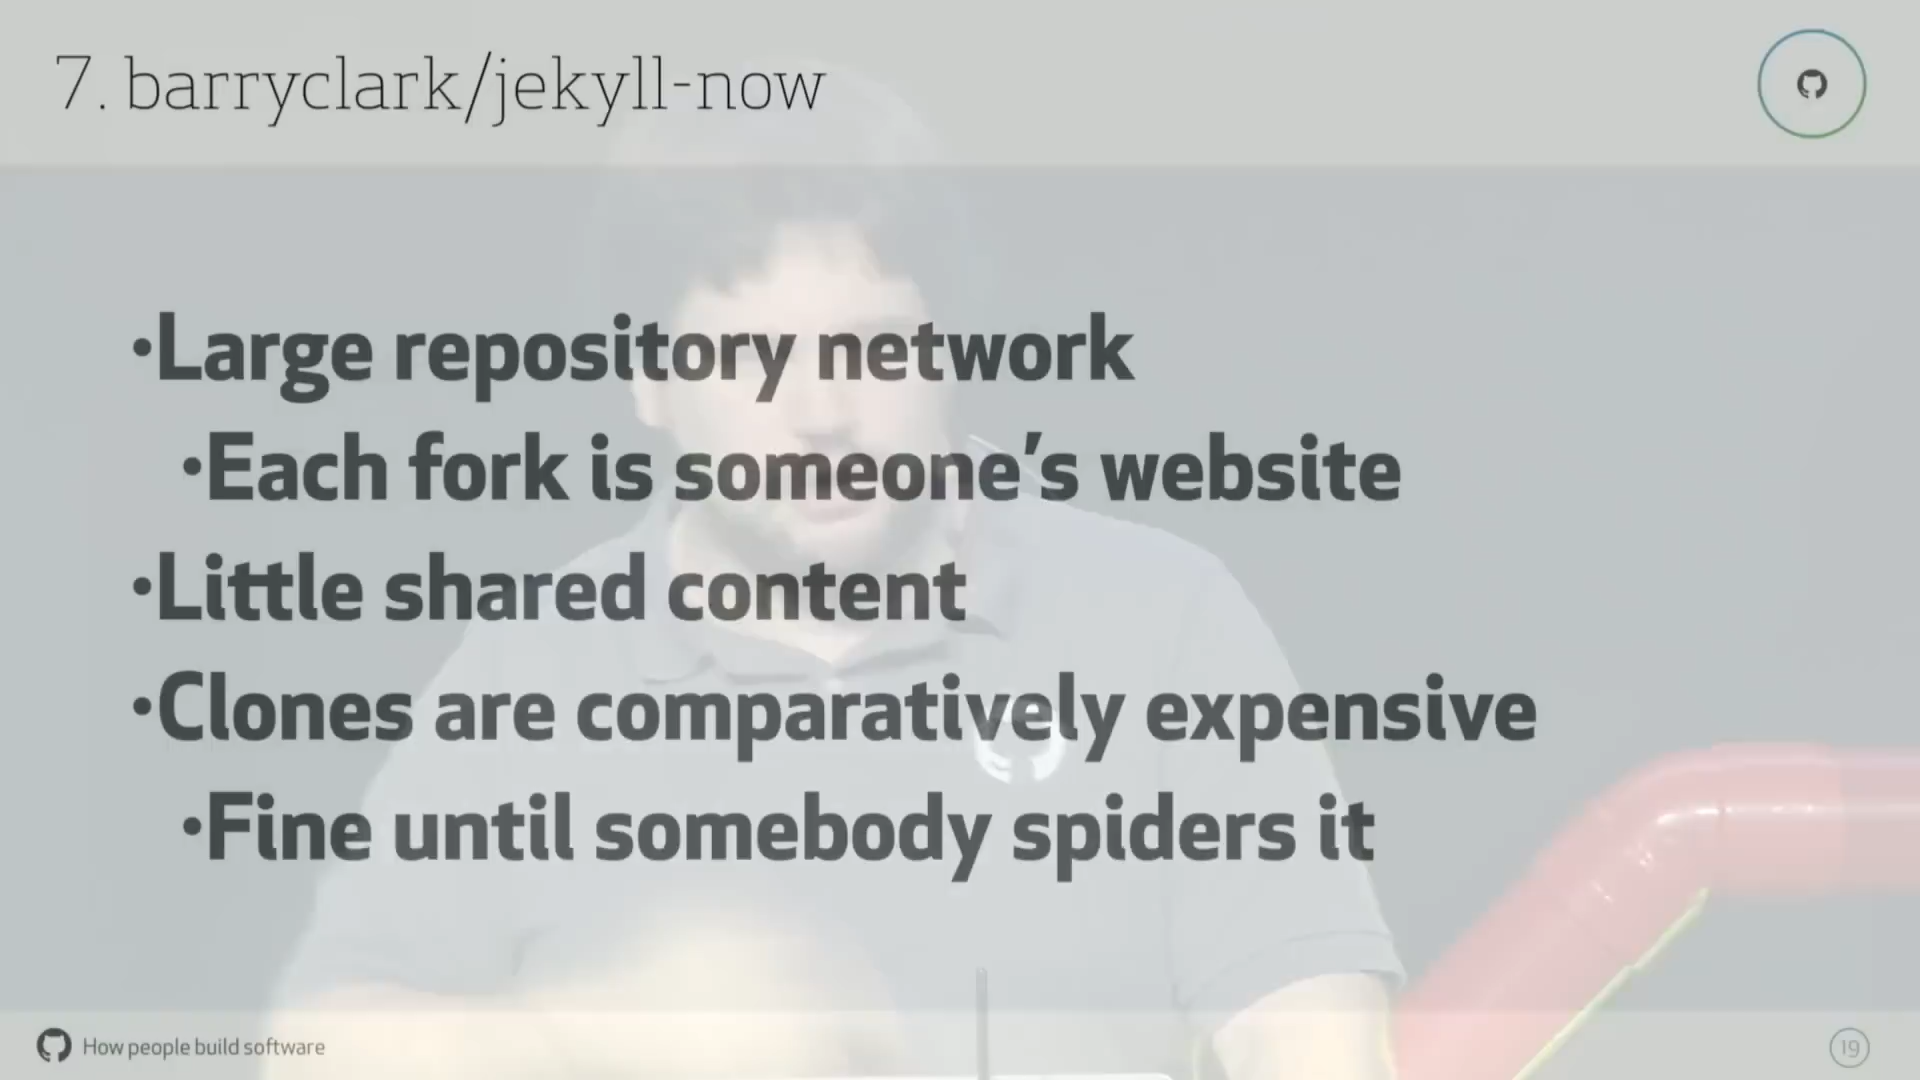 7. barryclark/jekyll-now
•Large repository network
•Each fork is someone’s website
•Little shared content
•Clones are comparatively expensive
•Fine until somebody spiders it
How people build software
19